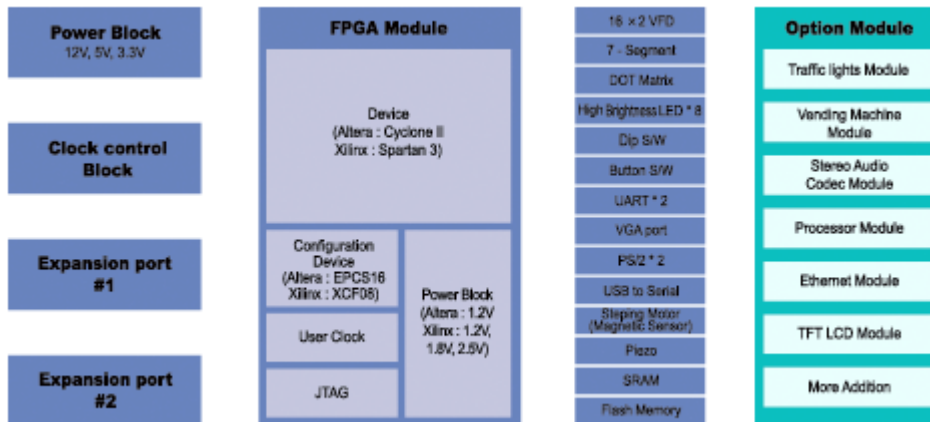 Power Block
12V, 5V, 3.3V
Clock control
Block
Expansion port
#1
Expansion port
#2
FPGA Module
Device
(Altera : Cyclone II
Xilinx : Spartan 3)
Configuration
Device
(Altera : EPCS16
Xilinx : XCF08)
User Clock
JTAG
Power Block
(Altera : 1.2V
Xilinx : 1.2V,
1.8V, 2.5V)
16 × 2 VFD
7 - Segment
DOT Matrix
High Brightness LED * 8
Dip S/W
Button S/W
UART * 2
VGA port
PS/2 * 2
USB to Serial
Steping Motor
(Magnetic Sensor)
Piezo
SRAM
Flash Memory
Option Module
Traffic lights Module
Vending Machine
Module
Stereo Audio
Codec Module
Processor Module
Ethernet Module
TFT LCD Module
More Addition